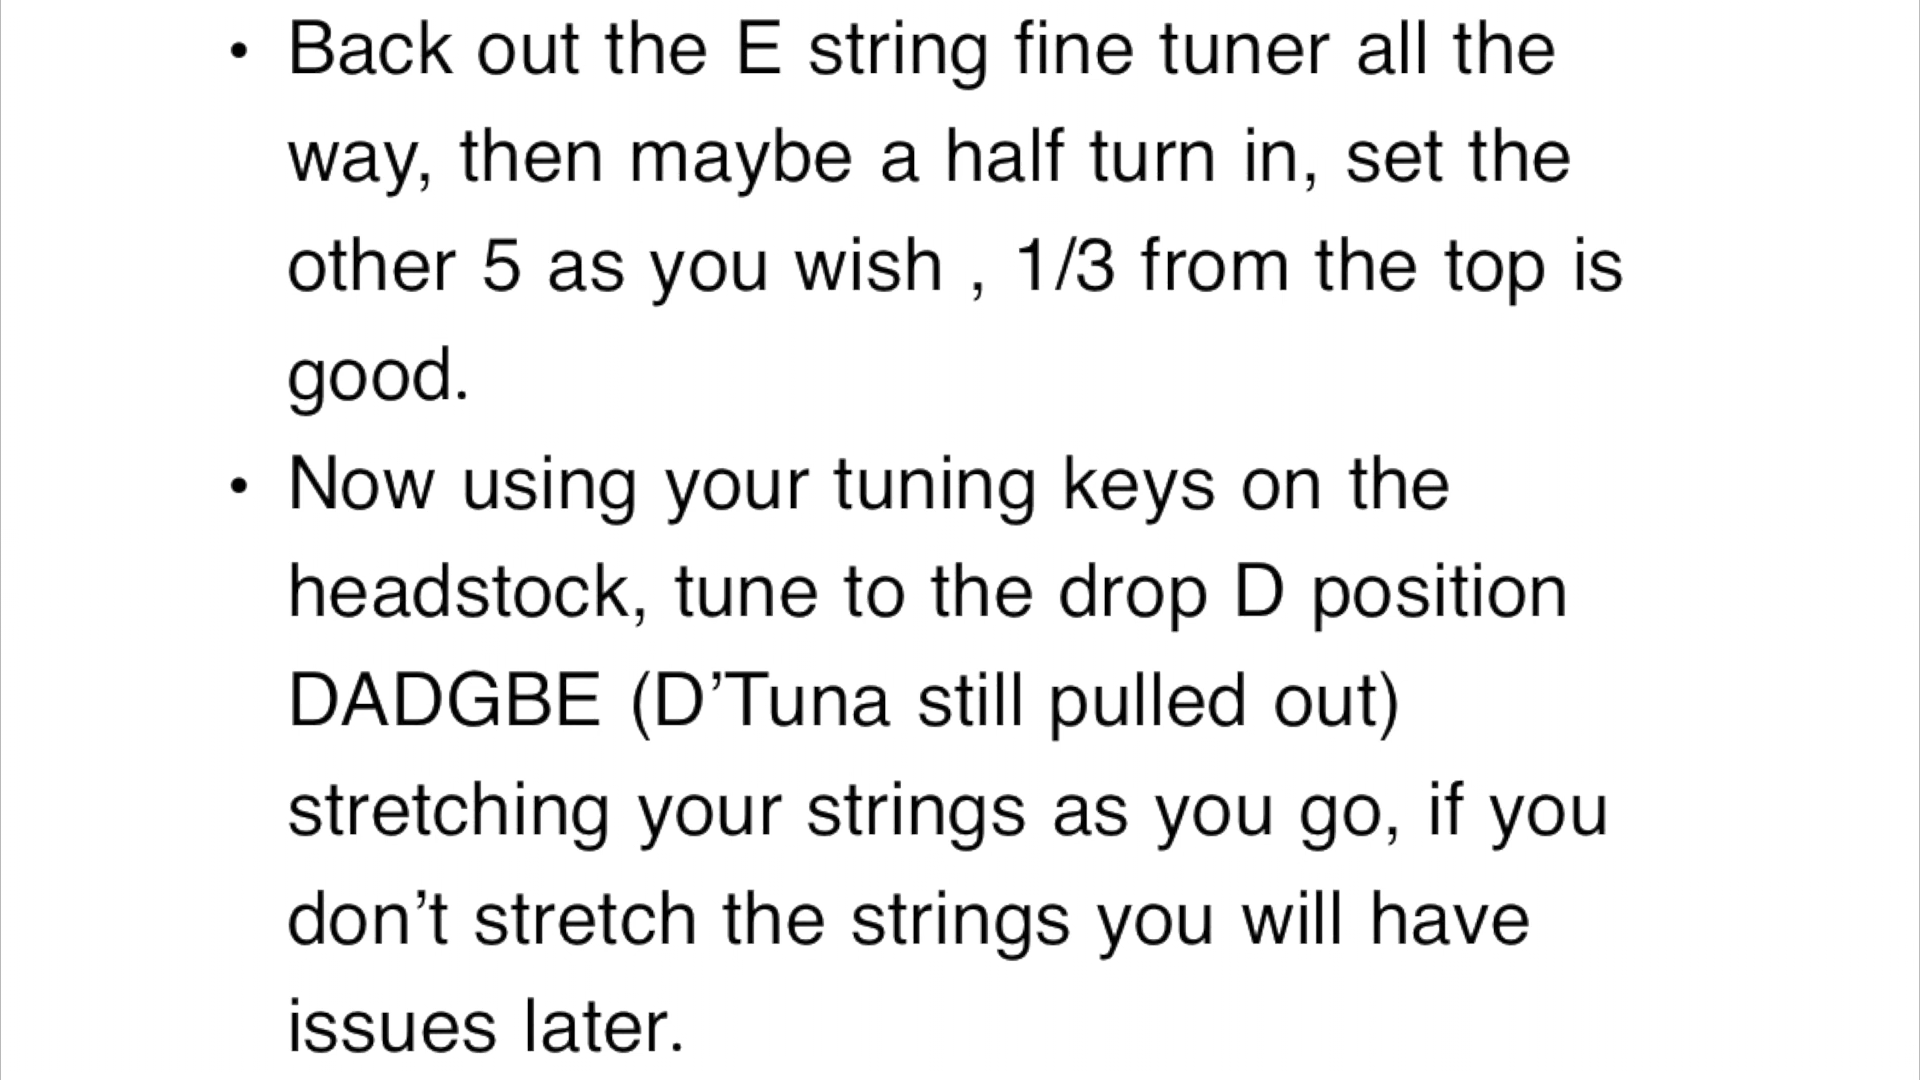 • Back out the E string fine tuner all the
way, then maybe a half turn in, set the
other 5 as you wish , 1/3 from the top is
good.
• Now using your tuning keys on the
headstock, tune to the drop D position
DADGBE (D’Tuna still pulled out)
stretching your strings as you go, if you
don’t stretch the strings you will have
issues later.